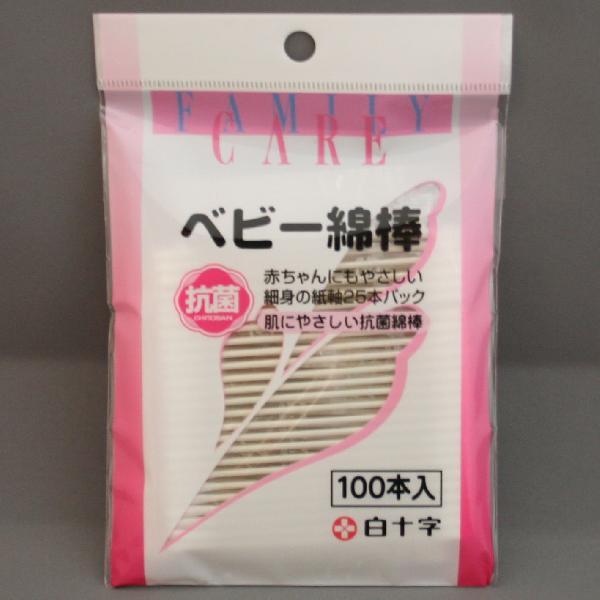 FAMILY
CARE
ベビー綿棒
抗菌
CHITOSAN
赤ちゃんにもやさしい
細身の紙軸25本パック
肌にやさしい抗菌綿棒
100本入
白十字